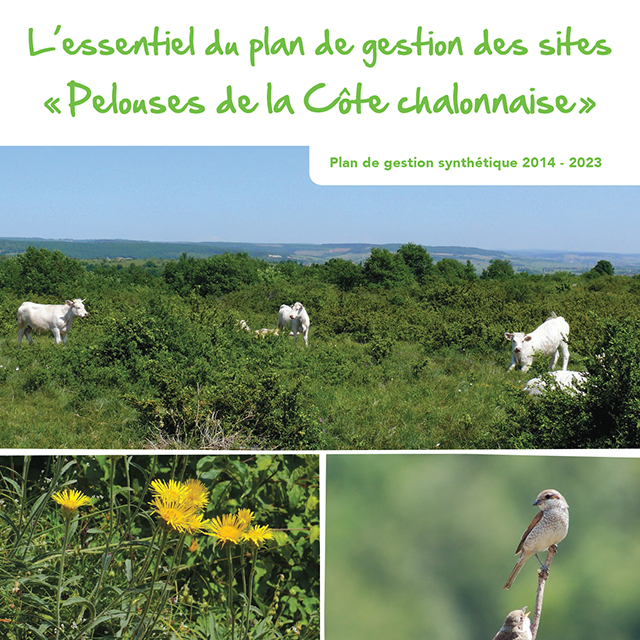 L'essentiel du plan de gestion des sites
« Pelouses de la Côte chalonnaise »
Plan de gestion synthétique 2014 - 2023